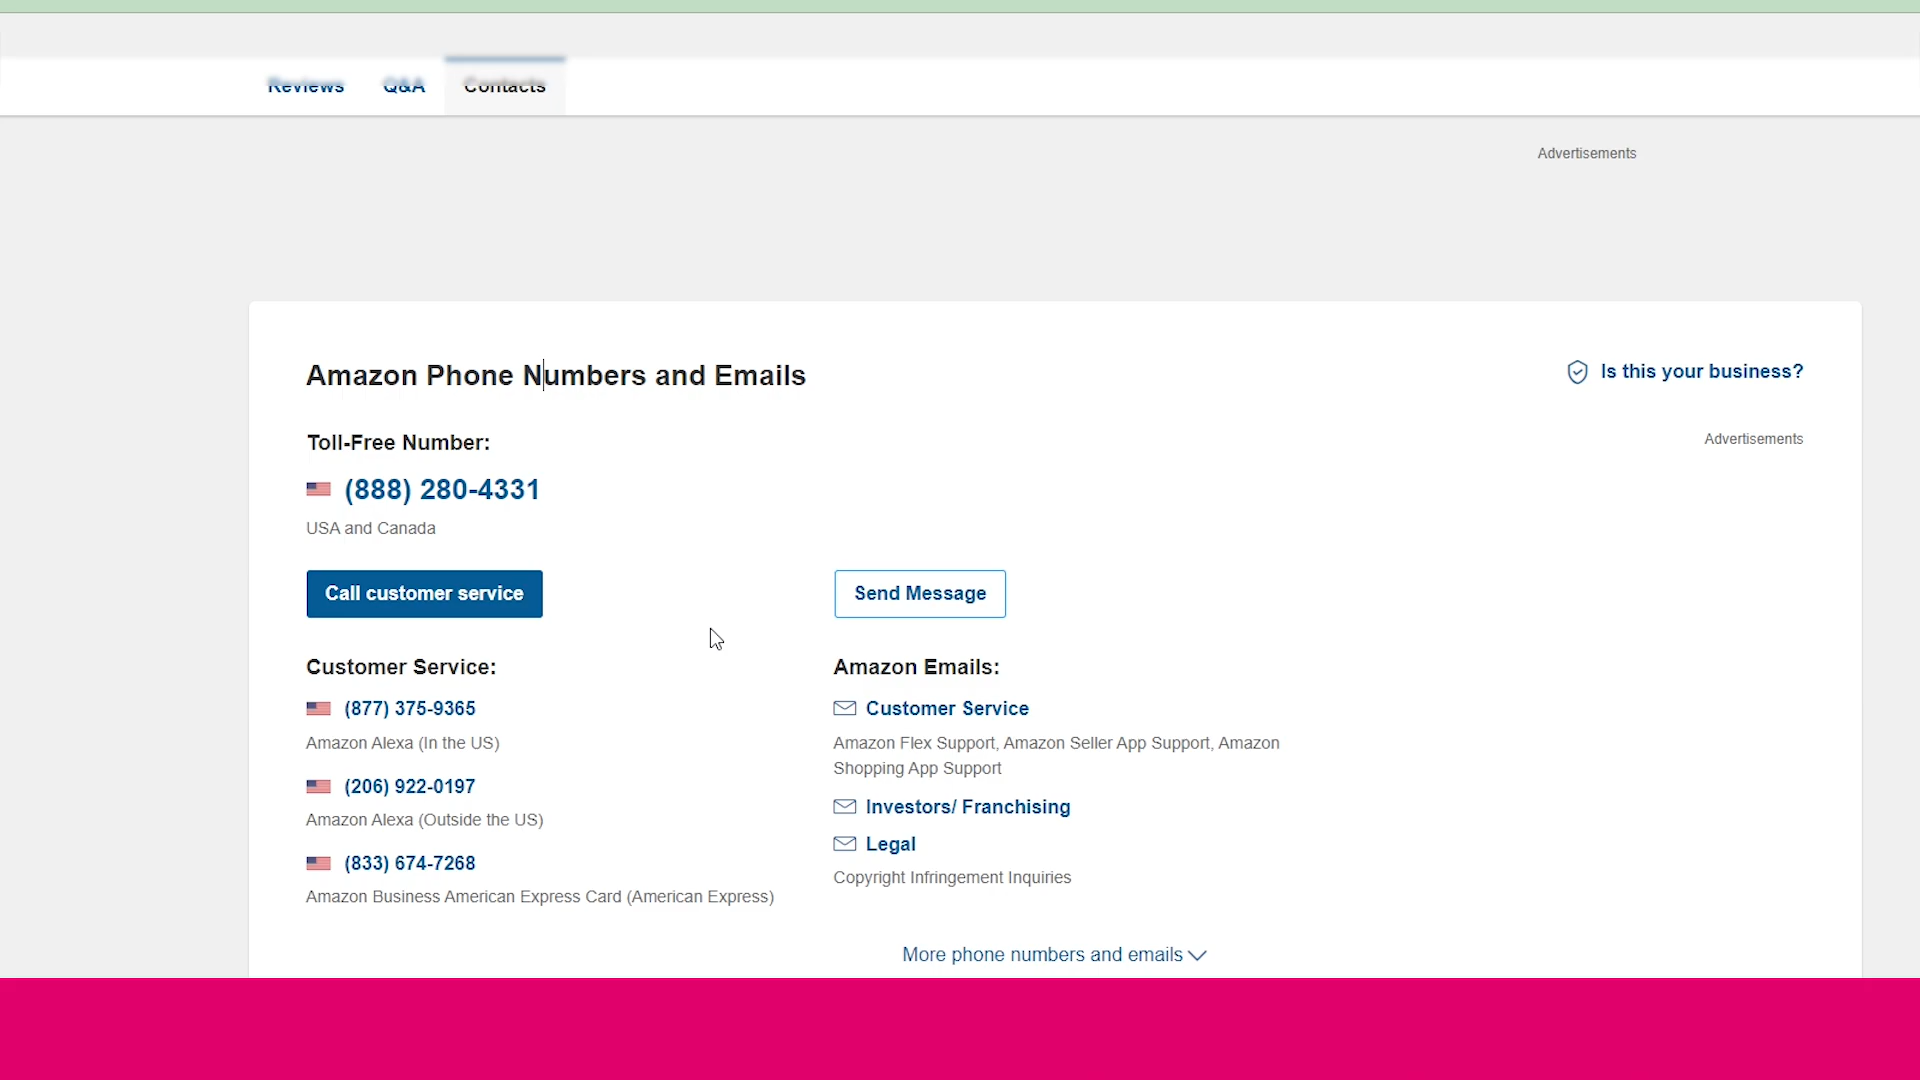 Reviews Q&A Contacts
Advertisements
Amazon Phone Numbers and Emails
Is this your business?
Toll-Free Number:
Advertisements
(888) 280-4331
USA and Canada
Call customer service
Send Message
Customer Service:
(877) 375-9365
Amazon Alexa (In the US)
(206) 922-0197
Amazon Alexa (Outside the US)
(833) 674-7268
Amazon Business American Express Card (American Express)
Amazon Emails:
Customer Service
Amazon Flex Support, Amazon Seller App Support, Amazon
Shopping App Support
Investors/ Franchising
Legal
Copyright Infringement Inquiries
More phone numbers and emails